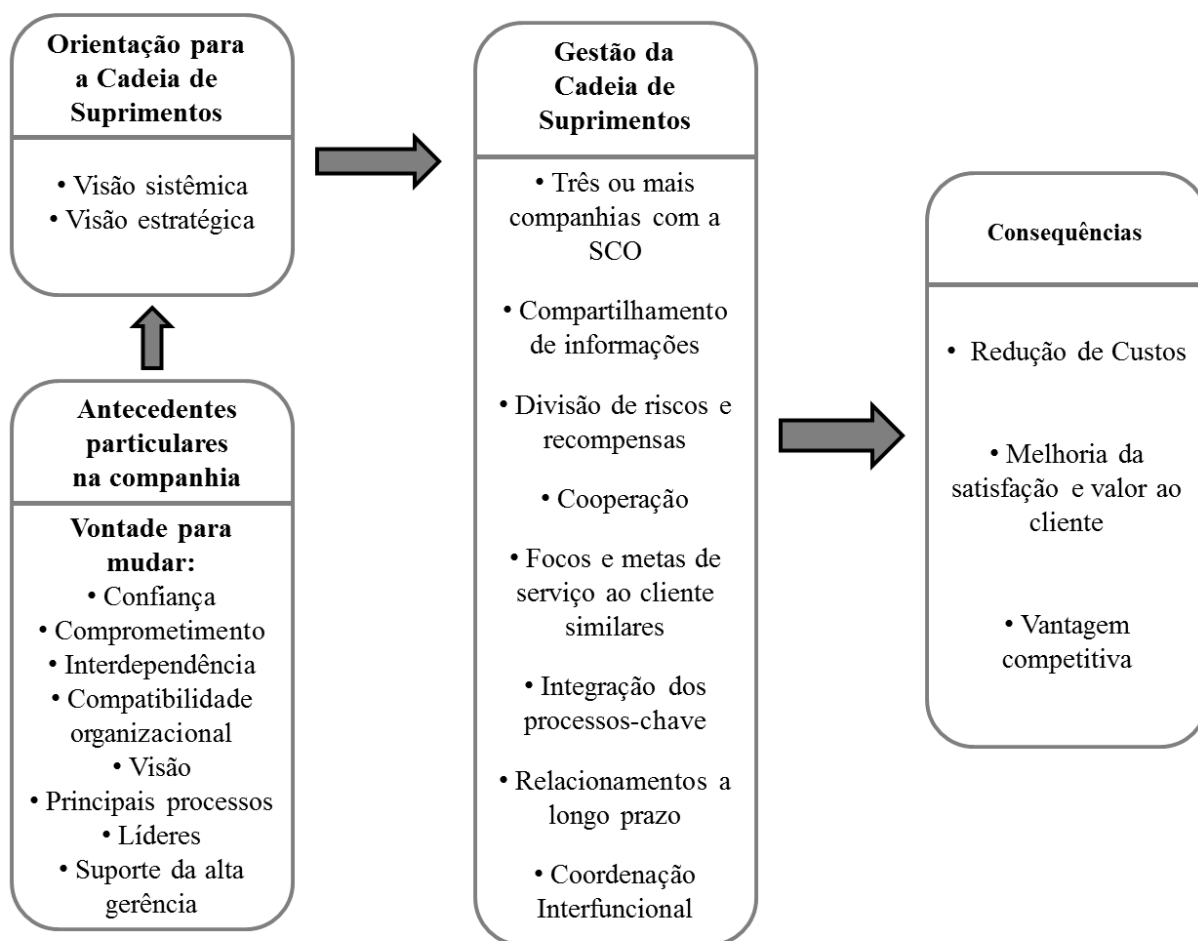 Orientação para
a Cadeia de
Suprimentos
• Visão sistêmica
• Visão estratégica
Antecedentes
particulares
na companhia
Vontade para
mudar:
• Confiança
• Comprometimento
• Interdependência
• Compatibilidade
organizacional
• Visão
• Principais processos
• Líderes
• Suporte da alta
gerência
Gestão da
Cadeia de
Suprimentos
• Três ou mais
companhias com a
SCO
• Compartilhamento
de informações
• Divisão de riscos e
recompensas
• Cooperação
• Focos e metas de
serviço ao cliente
similares
• Integração dos
processos-chave
• Relacionamentos a
longo prazo
• Coordenação
Interfuncional
Consequências
• Redução de Custos
• Melhoria da
satisfação e valor ao
cliente
• Vantagem
competitiva